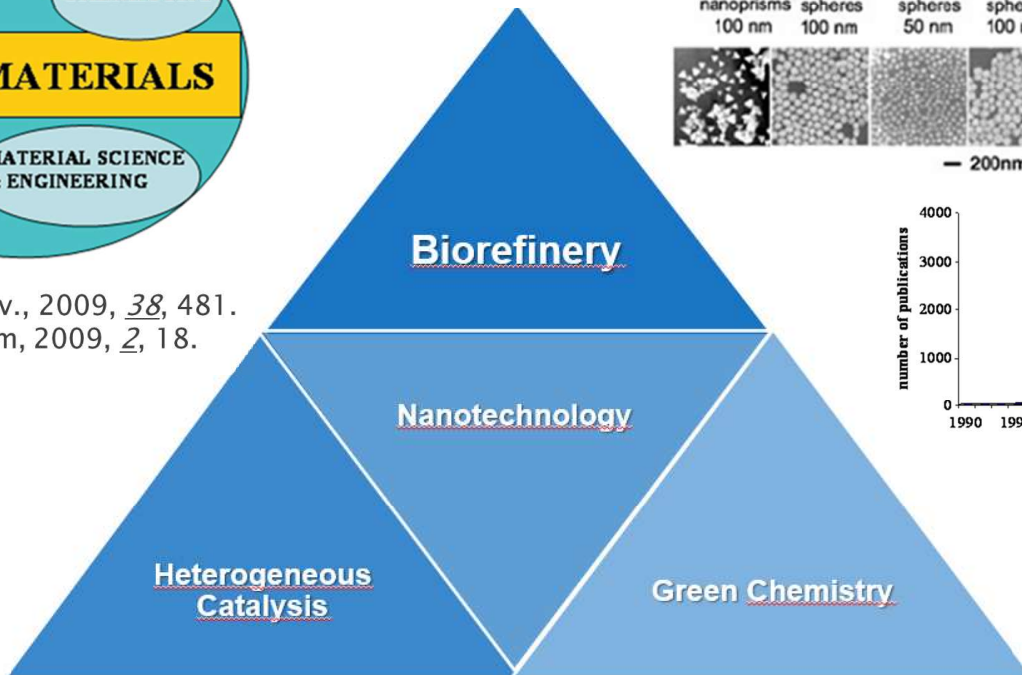 nanoprisms spheres spheres
100 nm 100 nm 50 nm 100
MATERIALS
MATERIAL SCIENCE
ENGINEERING
200nm
4000
3000
2000
1000
0
number of publications
1990
Biorefinery
2009, 38, 481.
2009, 2, 18.
Nanotechnology
Heterogeneous
Catalysis
Green Chemistry